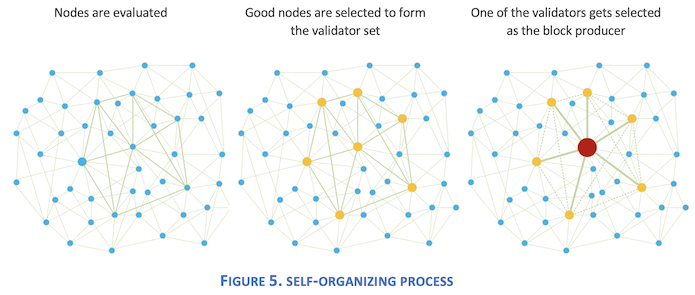 Nodes are evaluated
Good nodes are selected to form
the validator set
One of the validators gets selected
as the block producer
FIGURE 5. SELF-ORGANIZING PROCESS